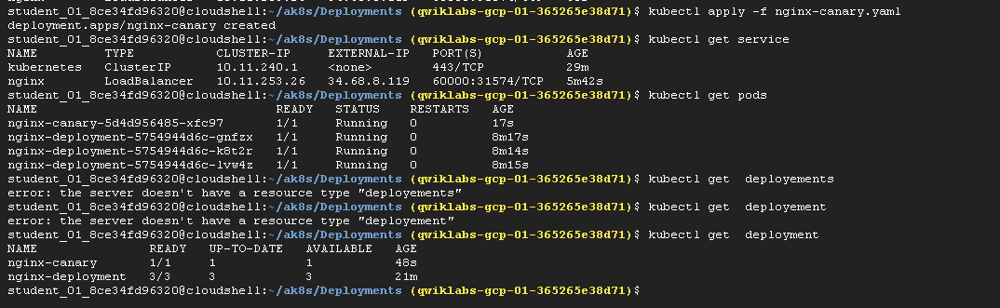 student_01_8ce34fd96320@cloudshell:~/ak8s/Deployments (qwiklabs-gcp-01-365265e38d71)$ kubectl apply -f nginx-canary.yaml
deployment.apps/nginx-canary created
student_01_8ce34fd96320@cloudshell:~/ak8s/Deployments (qwiklabs-gcp-01-365265e38d71)$ kubectl get service
NAME TYPE CLUSTER-IP EXTERNAL-IP PORT(S) AGE
kubernetes ClusterIP 10.11.240.1 <none> 443/TCP 29m
nginx LoadBalancer 10.11.253.26 34.68.8.119 60000:31574/TCP 5m42s
student_01_8ce34fd96320@cloudshell:~/ak8s/Deployments (qwiklabs-gcp-01-365265e38d71)$ kubectl get pods
NAME READY STATUS RESTARTS AGE
nginx-canary-5d4d956485-xfc97 1/1 Running 0 17s
nginx-deployment-5754944d6c-gnfzx 1/1 Running 0 8m17s
nginx-deployment-5754944d6c-k8t2r 1/1 Running 0 8m14s
nginx-deployment-5754944d6c-lvw4z 1/1 Running 0 8m15s
student_01_8ce34fd96320@cloudshell:~/ak8s/Deployments (qwiklabs-gcp-01-365265e38d71)$ kubectl get  deployements
error: the server doesn't have a resource type "deployements"
student_01_8ce34fd96320@cloudshell:~/ak8s/Deployments (qwiklabs-gcp-01-365265e38d71)$ kubectl get  deployement
error: the server doesn't have a resource type "deployement"
student_01_8ce34fd96320@cloudshell:~/ak8s/Deployments (qwiklabs-gcp-01-365265e38d71)$ kubectl get  deployment
NAME READY UP-TO-DATE AVAILABLE AGE
nginx-canary 1/1 1 1 48s
nginx-deployment 3/3 3 3 21m
student_01_8ce34fd96320@cloudshell:~/ak8s/Deployments (qwiklabs-gcp-01-365265e38d71)$